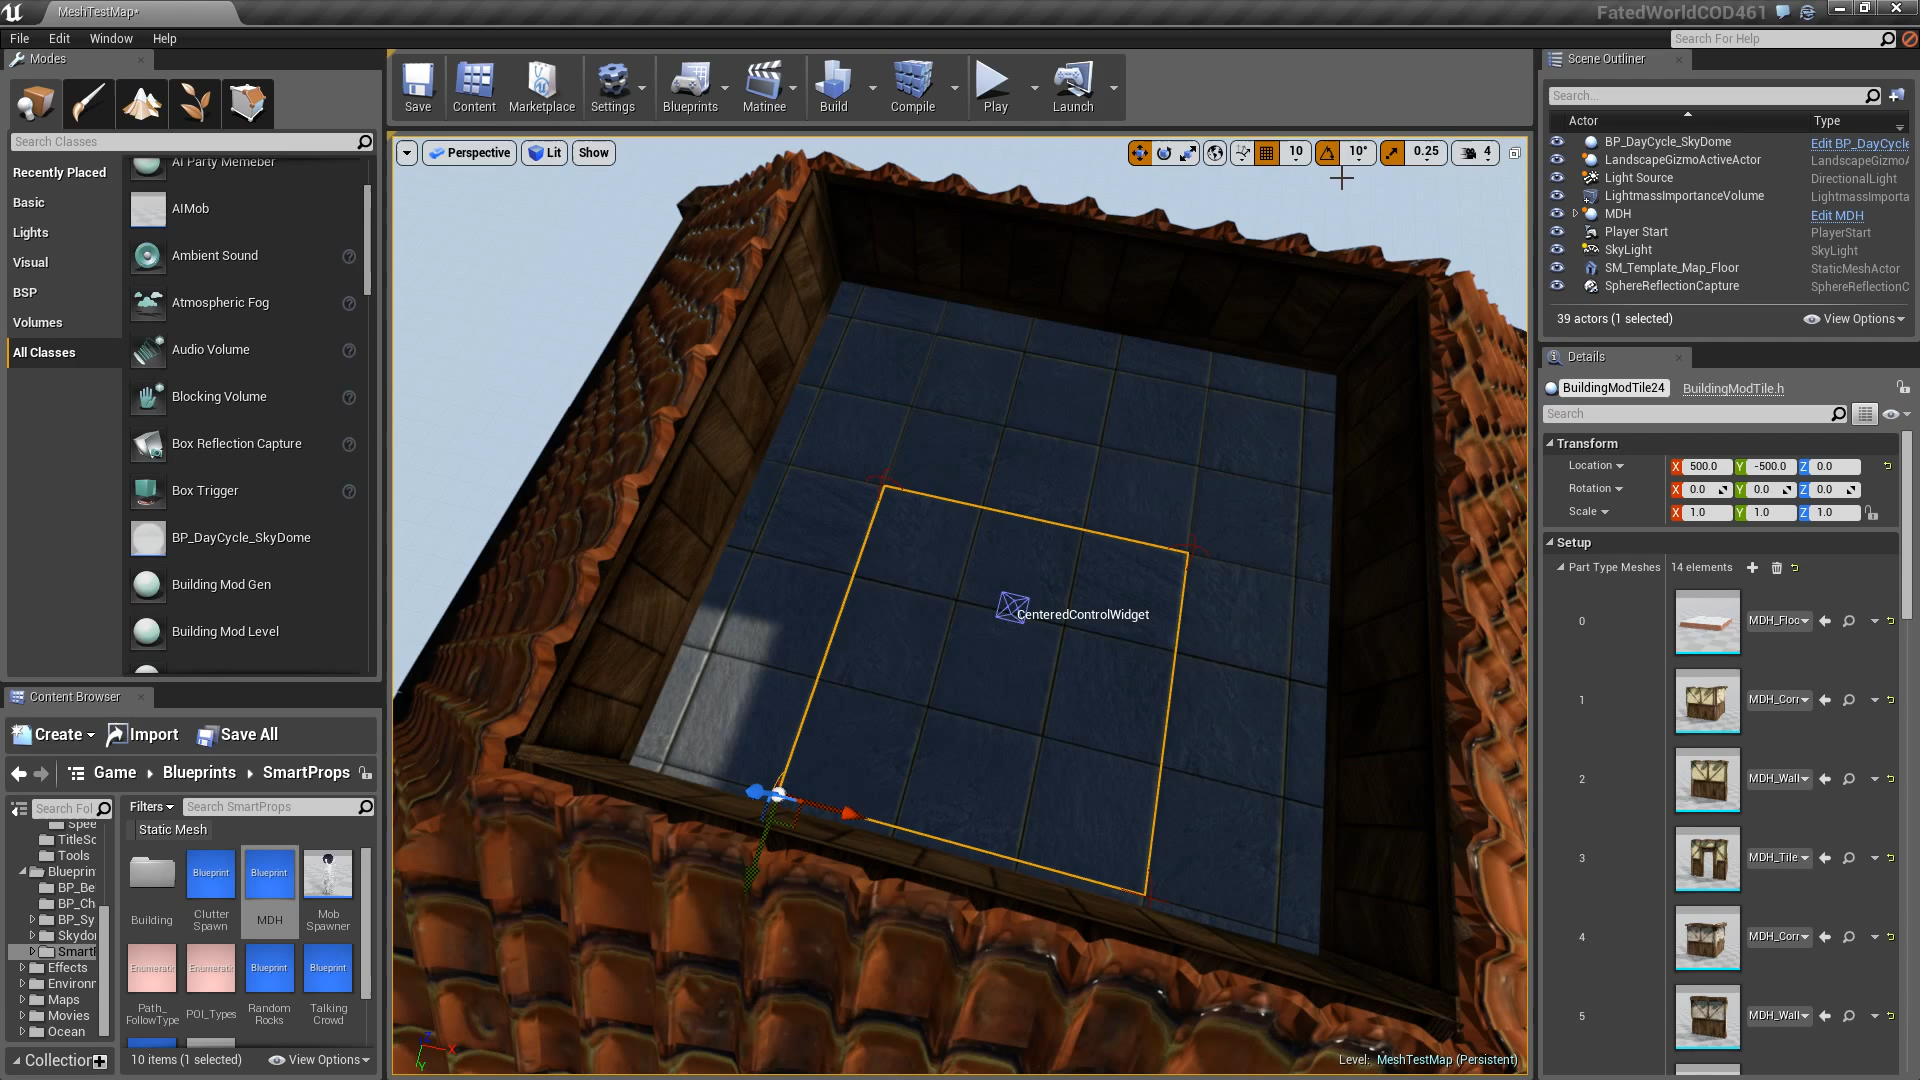 MeshTestMap*
FatedWorldCOD461
File Edit Window Help
Search For Help
Modes
Search Classes
Recently Placed
Basic
Lights
Visual
BSP
Volumes
All Classes
AI Party Memeber
AIMob
Ambient Sound
Atmospheric Fog
Audio Volume
Blocking Volume
Box Reflection Capture
Box Trigger
BP_DayCycle_SkyDome
Building Mod Gen
Building Mod Level
Save Content Marketplace Settings Blueprints Matinee Build Compile Play Launch
Perspective Lit Show
10 10° 0.25 4
CenteredControlWidget
Z X Y
Level: MeshTestMap (Persistent)
Scene Outliner
Search...
Actor Type
BP_DayCycle_SkyDome Edit BP_DayCycle
LandscapeGizmoActiveActor LandscapeGizmoA
Light Source DirectionalLight
LightmassImportanceVolume LightmassImporta
MDH Edit MDH
Player Start PlayerStart
SkyLight SkyLight
SM_Template_Map_Floor StaticMeshActor
SphereReflectionCapture SphereReflectionC
39 actors (1 selected) View Options
Details
BuildingModTile24 BuildingModTile.h
Search
Transform
Location X 500.0 Y -500.0 Z 0.0
Rotation X 0.0 Y 0.0 Z 0.0
Scale X 1.0 Y 1.0 Z 1.0
Setup
Part Type Meshes 14 elements
0 MDH_Floo
1 MDH_Corr
2 MDH_Wall
3 MDH_Tile
4 MDH_Corr
5 MDH_Wall
Content Browser
Create Import Save All
Game Blueprints SmartProps
Search Fol
Filters Search SmartProps
Static Mesh
Spee
TitleSc
Tools
Blueprin
BP_Be
BP_Ch
BP_Sy
Skydon
SmartF
Effects
Environn
Maps
Movies
Ocean
Collection
Blueprint Blueprint
Building Clutter Spawn MDH Mob Spawner
Enumeratio Enumeratio Blueprint Blueprint
Path_FollowType POI_Types Random Rocks Talking Crowd
10 items (1 selected) View Options